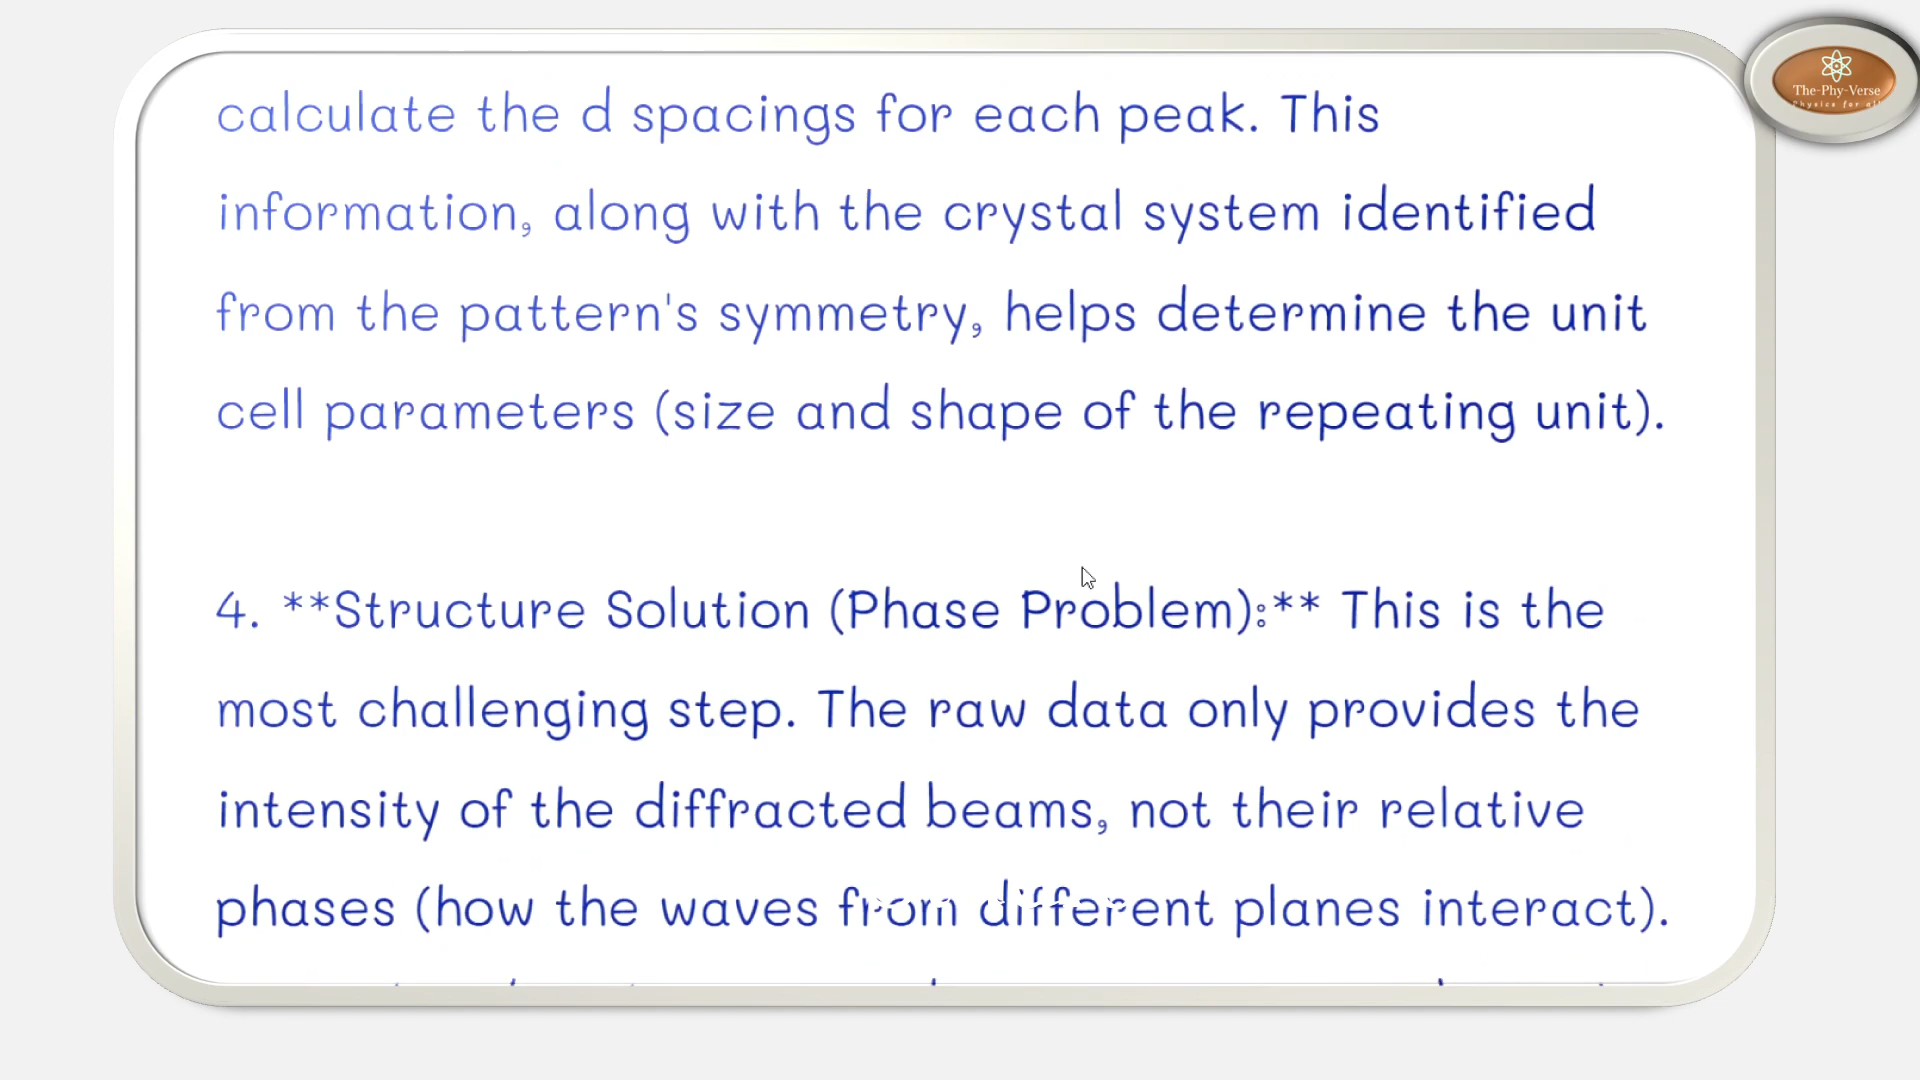 The-Phy-Verse
Physics for all
calculate the d spacings for each peak. This
information, along with the crystal system identified
from the pattern's symmetry, helps determine the unit
cell parameters (size and shape of the repeating unit).
4. **Structure Solution (Phase Problem):** This is the
most challenging step. The raw data only provides the
intensity of the diffracted beams, not their relative
phases (how the waves from different planes interact).